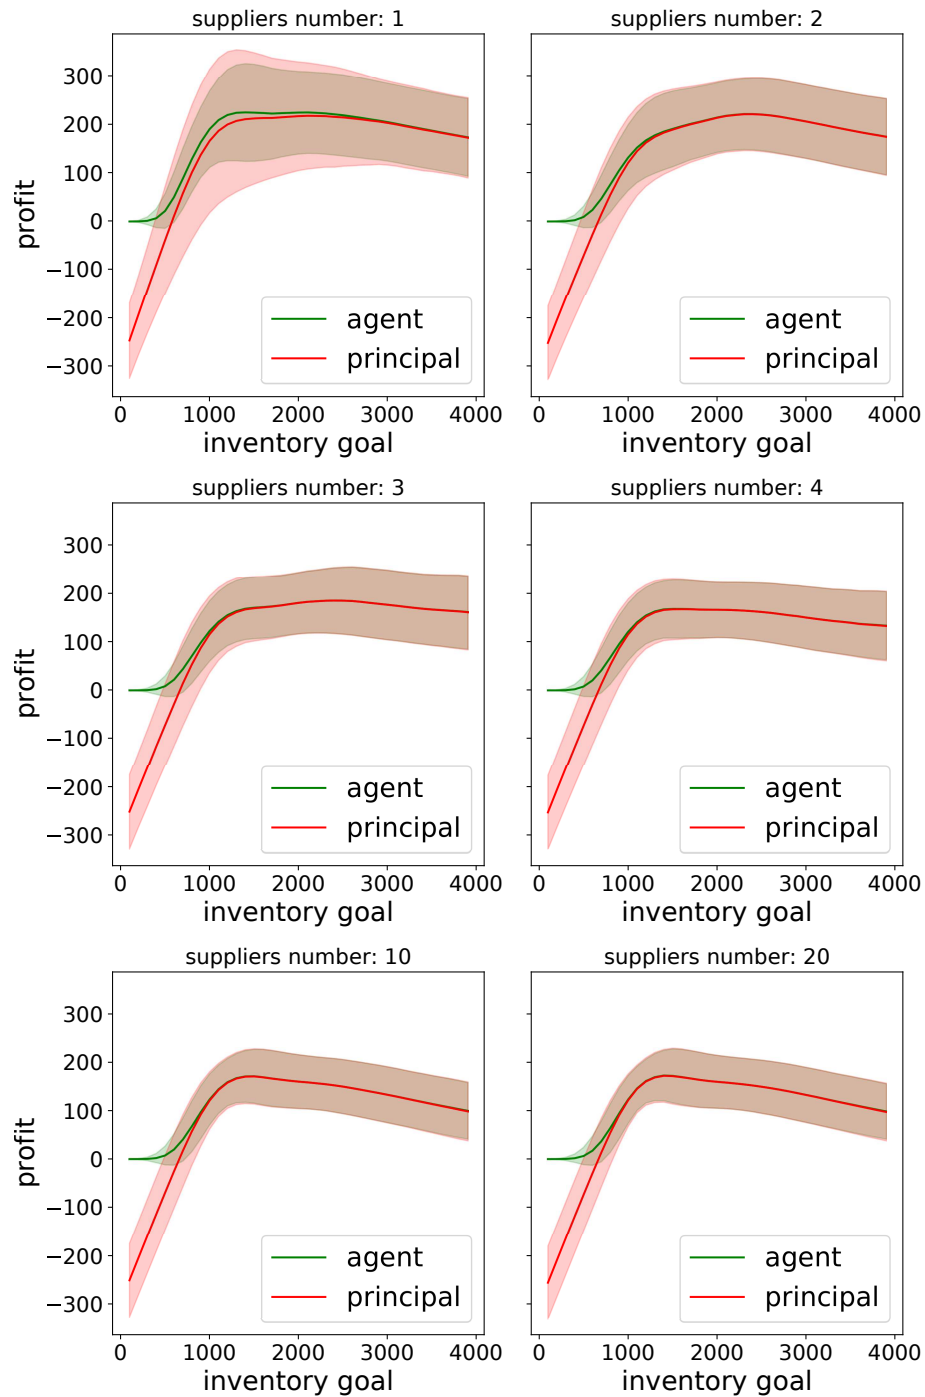 suppliers number: 1
suppliers number: 2
300
200
100
0
−100
−200
−300
profit
agent
principal
agent
principal
0 1000 2000 3000 4000
0 1000 2000 3000 4000
inventory goal
inventory goal
suppliers number: 3
suppliers number: 4
300
200
100
0
−100
−200
−300
profit
agent
principal
agent
principal
0 1000 2000 3000 4000
0 1000 2000 3000 4000
inventory goal
inventory goal
suppliers number: 10
suppliers number: 20
300
200
100
0
−100
−200
−300
profit
agent
principal
agent
principal
0 1000 2000 3000 4000
0 1000 2000 3000 4000
inventory goal
inventory goal